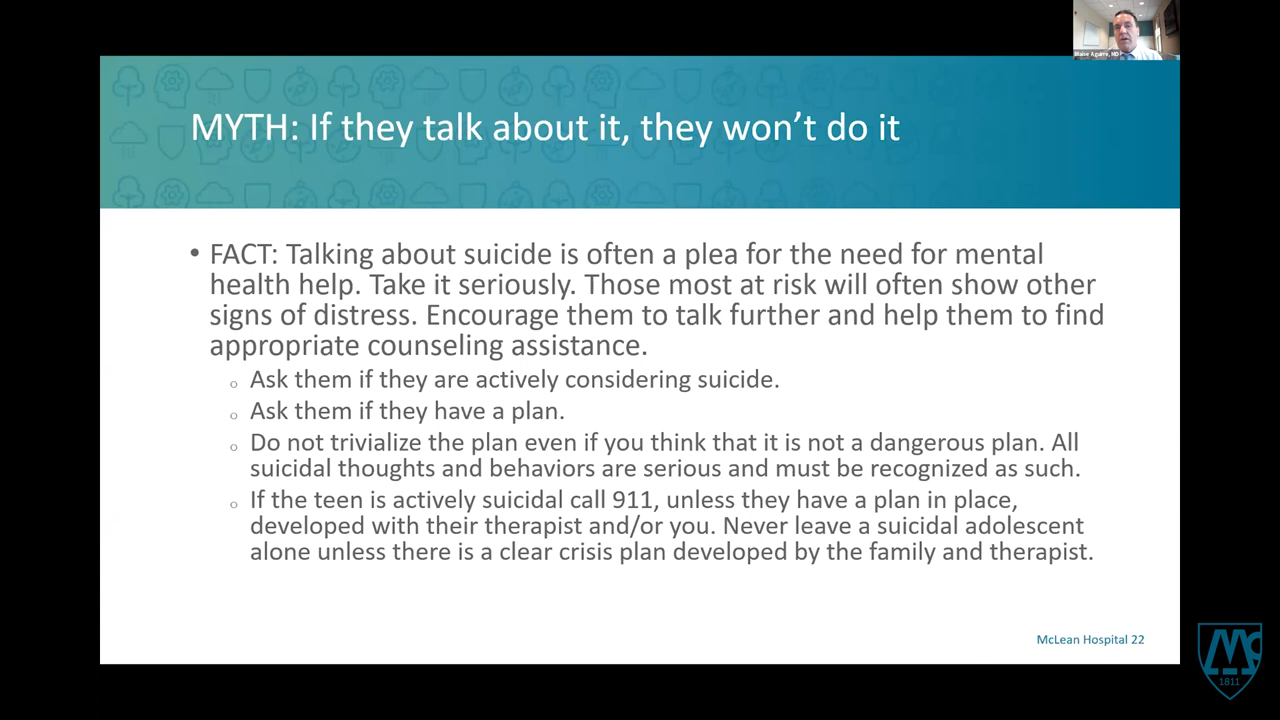 Blaise Aguirre, MD
MYTH: If they talk about it, they won’t do it
• FACT: Talking about suicide is often a plea for the need for mental
health help. Take it seriously. Those most at risk will often show other
signs of distress. Encourage them to talk further and help them to find
appropriate counseling assistance.
o Ask them if they are actively considering suicide.
o Ask them if they have a plan.
o Do not trivialize the plan even if you think that it is not a dangerous plan. All
suicidal thoughts and behaviors are serious and must be recognized as such.
o If the teen is actively suicidal call 911, unless they have a plan in place,
developed with their therapist and/or you. Never leave a suicidal adolescent
alone unless there is a clear crisis plan developed by the family and therapist.
McLean Hospital 22
Mc
1811